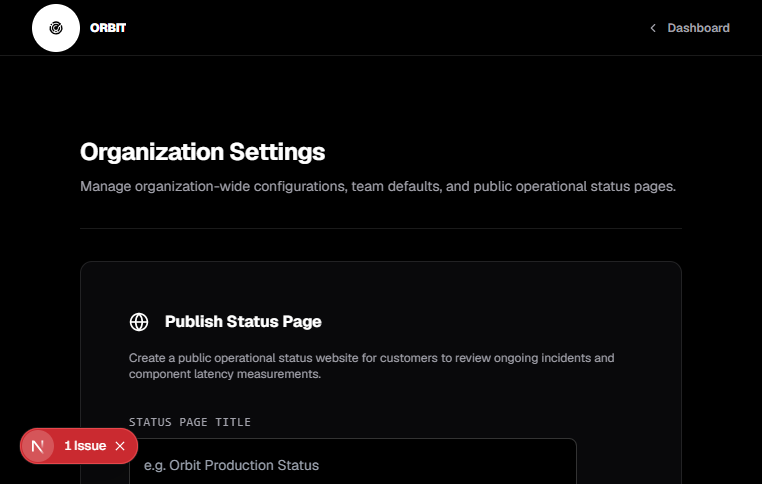 ORBIT
Dashboard
Organization Settings
Manage organization-wide configurations, team defaults, and public operational status pages.
Publish Status Page
Create a public operational status website for customers to review ongoing incidents and
component latency measurements.
STATUS PAGE TITLE
N 1 Issue
e.g. Orbit Production Status